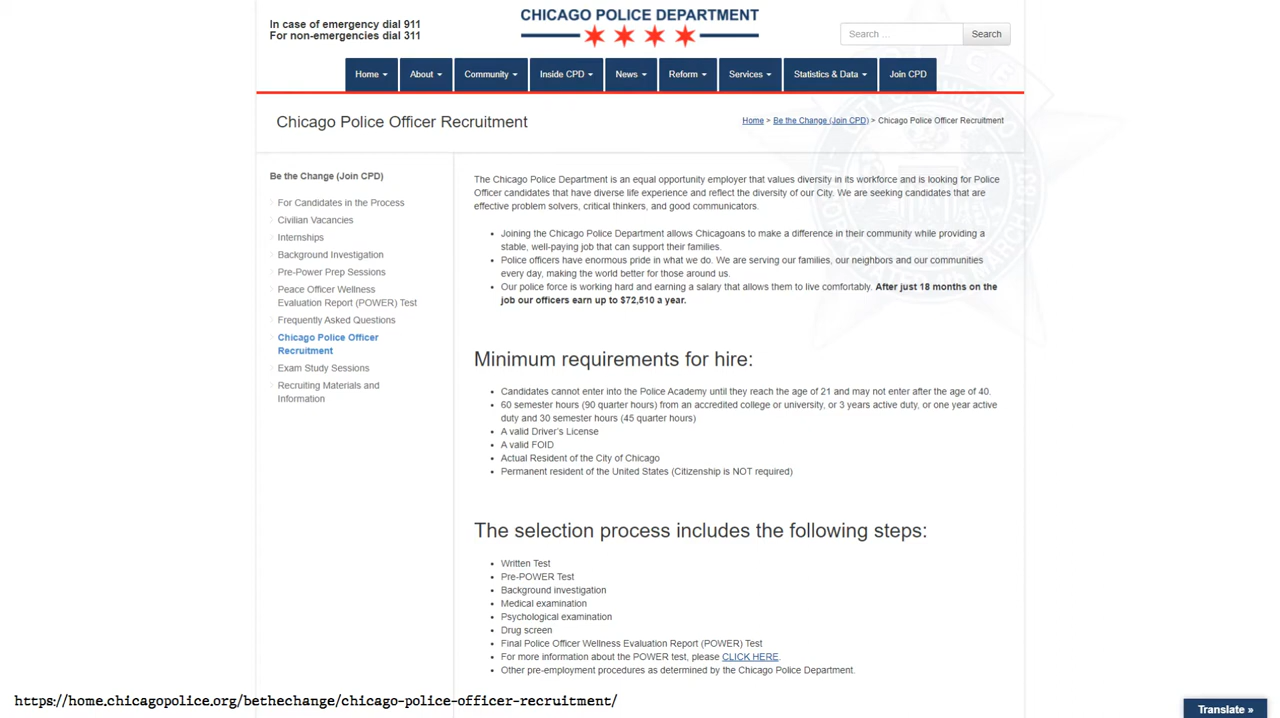 In case of emergency dial 911
For non-emergencies dial 311
CHICAGO POLICE DEPARTMENT
Search ...
Search
Home
About
Community
Inside CPD
News
Reform
Services
Statistics & Data
Join CPD
Chicago Police Officer Recruitment
Home > Be the Change (Join CPD) > Chicago Police Officer Recruitment
Be the Change (Join CPD)
For Candidates in the Process
Civilian Vacancies
Internships
Background Investigation
Pre-Power Prep Sessions
Peace Officer Wellness
Evaluation Report (POWER) Test
Frequently Asked Questions
Chicago Police Officer
Recruitment
Exam Study Sessions
Recruiting Materials and
Information
The Chicago Police Department is an equal opportunity employer that values diversity in its workforce and is looking for Police
Officer candidates that have diverse life experience and reflect the diversity of our City. We are seeking candidates that are
effective problem solvers, critical thinkers, and good communicators.
Joining the Chicago Police Department allows Chicagoans to make a difference in their community while providing a
stable, well-paying job that can support their families.
Police officers have enormous pride in what we do. We are serving our families, our neighbors and our communities
every day, making the world better for those around us.
Our police force is working hard and earning a salary that allows them to live comfortably. After just 18 months on the
job our officers earn up to $72,510 a year.
Minimum requirements for hire:
Candidates cannot enter into the Police Academy until they reach the age of 21 and may not enter after the age of 40.
60 semester hours (90 quarter hours) from an accredited college or university, or 3 years active duty, or one year active
duty and 30 semester hours (45 quarter hours)
A valid Driver's License
A valid FOID
Actual Resident of the City of Chicago
Permanent resident of the United States (Citizenship is NOT required)
The selection process includes the following steps:
Written Test
Pre-POWER Test
Background investigation
Medical examination
Psychological examination
Drug screen
Final Police Officer Wellness Evaluation Report (POWER) Test
For more information about the POWER test, please CLICK HERE.
Other pre-employment procedures as determined by the Chicago Police Department.
https://home.chicagopolice.org/bethechange/chicago-police-officer-recruitment/
Translate »